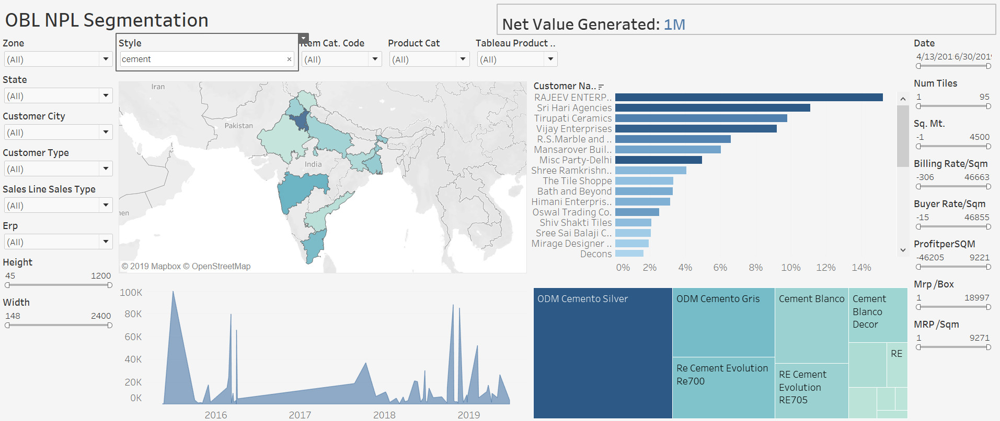 OBL NPL Segmentation
Net Value Generated: 1M
Zone
(All)
Style
cement
×
Item Cat. Code
(All)
Product Cat
(All)
Tableau Product ..
(All)
State
(All)
Customer City
(All)
Customer Type
(All)
Sales Line Sales Type
(All)
Erp
(All)
Height
45 1200
Width
148 2400
Iran
Pakistan
India
© 2019 Mapbox © OpenStreetMap
Customer Na..
RAJEEV ENTERP..
Sri Hari Agencies
Tirupati Ceramics
Vijay Enterprises
R.S.Marble and ..
Mansarover Buil..
Misc Party-Delhi
Shree Ramkrishn..
The Tile Shoppe
Bath and Beyond
Himani Enterpris..
Oswal Trading Co.
Shiv Shakti Tiles
Sree Sai Balaji C..
Mirage Designer ..
Decons
0% 2% 4% 6% 8% 10% 12% 14%
100K
80K
60K
40K
20K
0K
2016 2017 2018 2019
ODM Cemento Silver
ODM Cemento Gris
Re Cement Evolution
Re700
Cement Blanco
RE Cement
Evolution
RE705
Cement
Blanco
Decor
RE
Date
4/13/201 6/30/2019
Num Tiles
1 95
Sq. Mt.
-1 4500
Billing Rate/Sqm
-306 46663
Buyer Rate/Sqm
-15 46855
ProfitperSQM
-46205 9221
Mrp /Box
1 18997
MRP /Sqm
1 9271